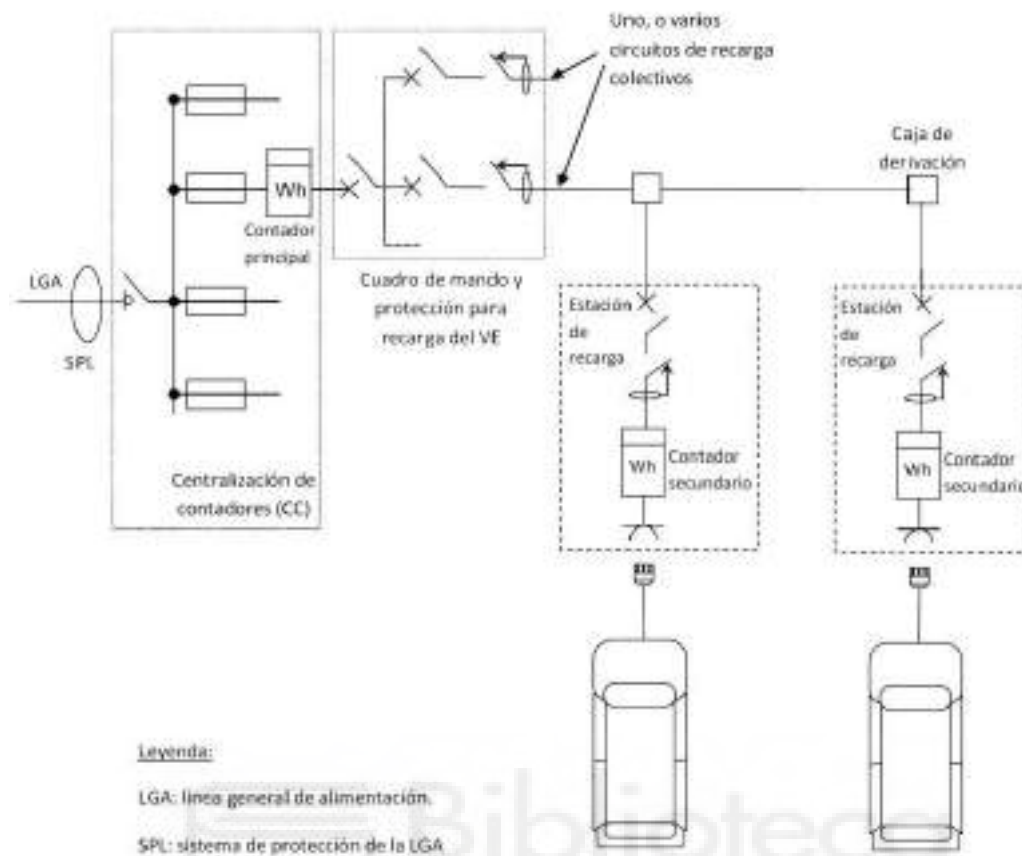 Uno, o varios
circuitos de recarga
colectivos
Caja de
derivación
Wh
Contador
principal
LGA
SPL
Cuadro de mando y
protección para
recarga del VE
Centralización de
contadores (CC)
Estación
de
recarga
Wh
Contador
secundario
Estación
de
recarga
Wh
Contador
secundario
Leyenda:
LGA: línea general de alimentación.
SPL: sistema de protección de la LGA
Biblioteca